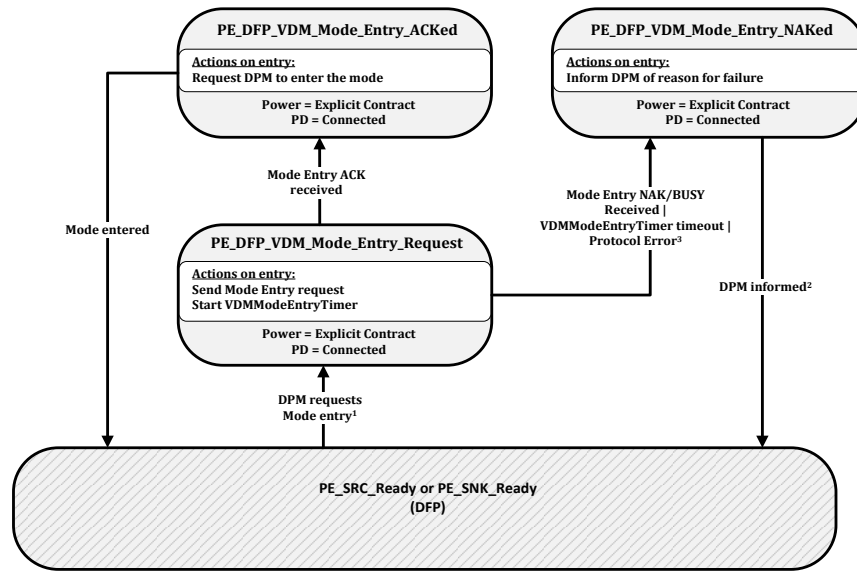 PE_DFP_VDM_Mode_Entry_ACKed
Actions on entry:
Request DPM to enter the mode
Power = Explicit Contract
PD = Connected
PE_DFP_VDM_Mode_Entry_NAKed
Actions on entry:
Inform DPM of reason for failure
Power = Explicit Contract
PD = Connected
Mode Entry ACK
received
Mode Entry NAK/BUSY
Received |
VDMModeEntryTimer timeout |
Protocol Error³
Mode entered
PE_DFP_VDM_Mode_Entry_Request
Actions on entry:
Send Mode Entry request
Start VDMModeEntryTimer
Power = Explicit Contract
PD = Connected
DPM informed²
DPM requests
Mode entry¹
PE_SRC_Ready or PE_SNK_Ready
(DFP)